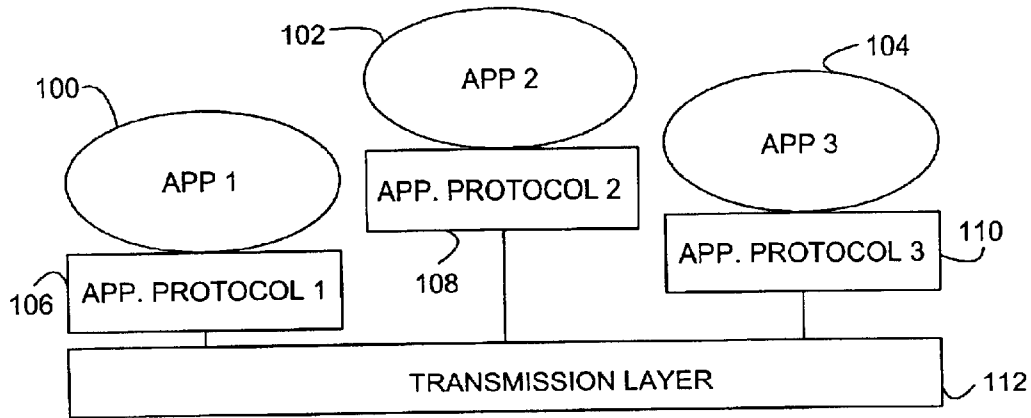 102
104
100
APP 2
APP 3
APP 1
APP. PROTOCOL 2
APP. PROTOCOL 3
110
106
APP. PROTOCOL 1
108
TRANSMISSION LAYER
112